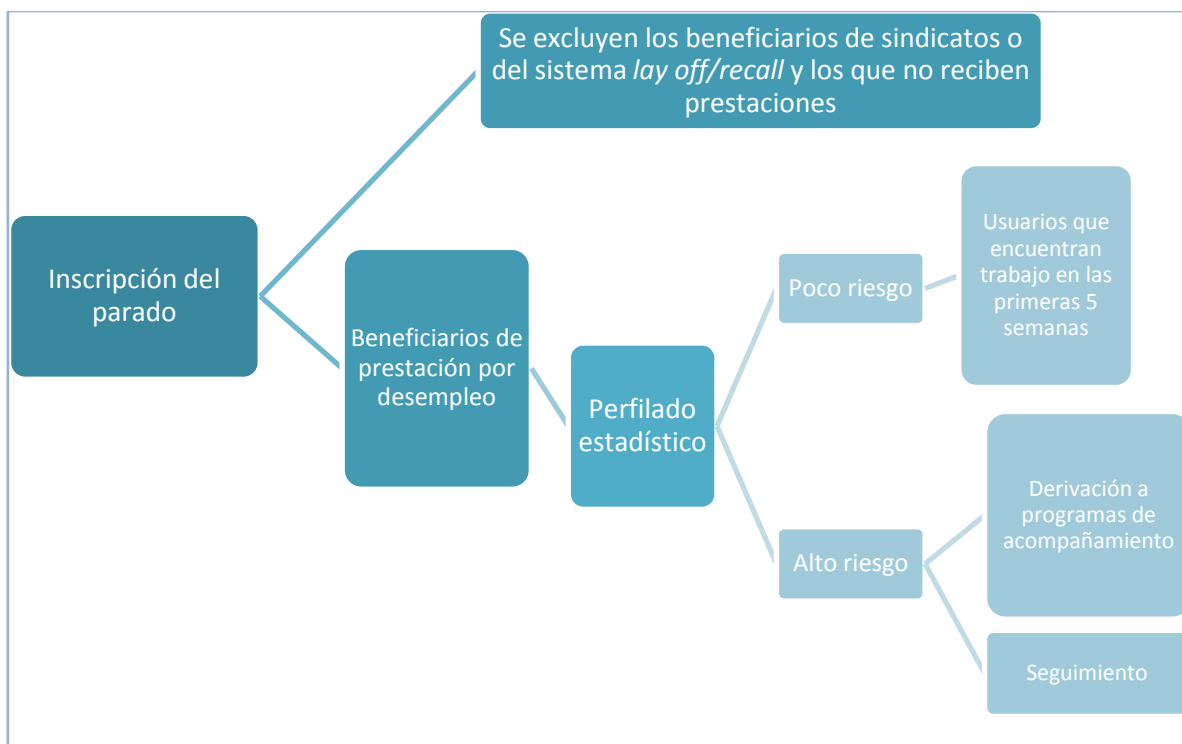 Se excluyen los beneficiarios de sindicatos o
del sistema lay off/recall y los que no reciben
prestaciones
Inscripción del
parado
Beneficiarios de
prestación por
desempleo
Perfilado
estadístico
Poco riesgo
Usuarios que
encuentran
trabajo en las
primeras 5
semanas
Alto riesgo
Derivación a
programas de
acompañamiento
Seguimiento